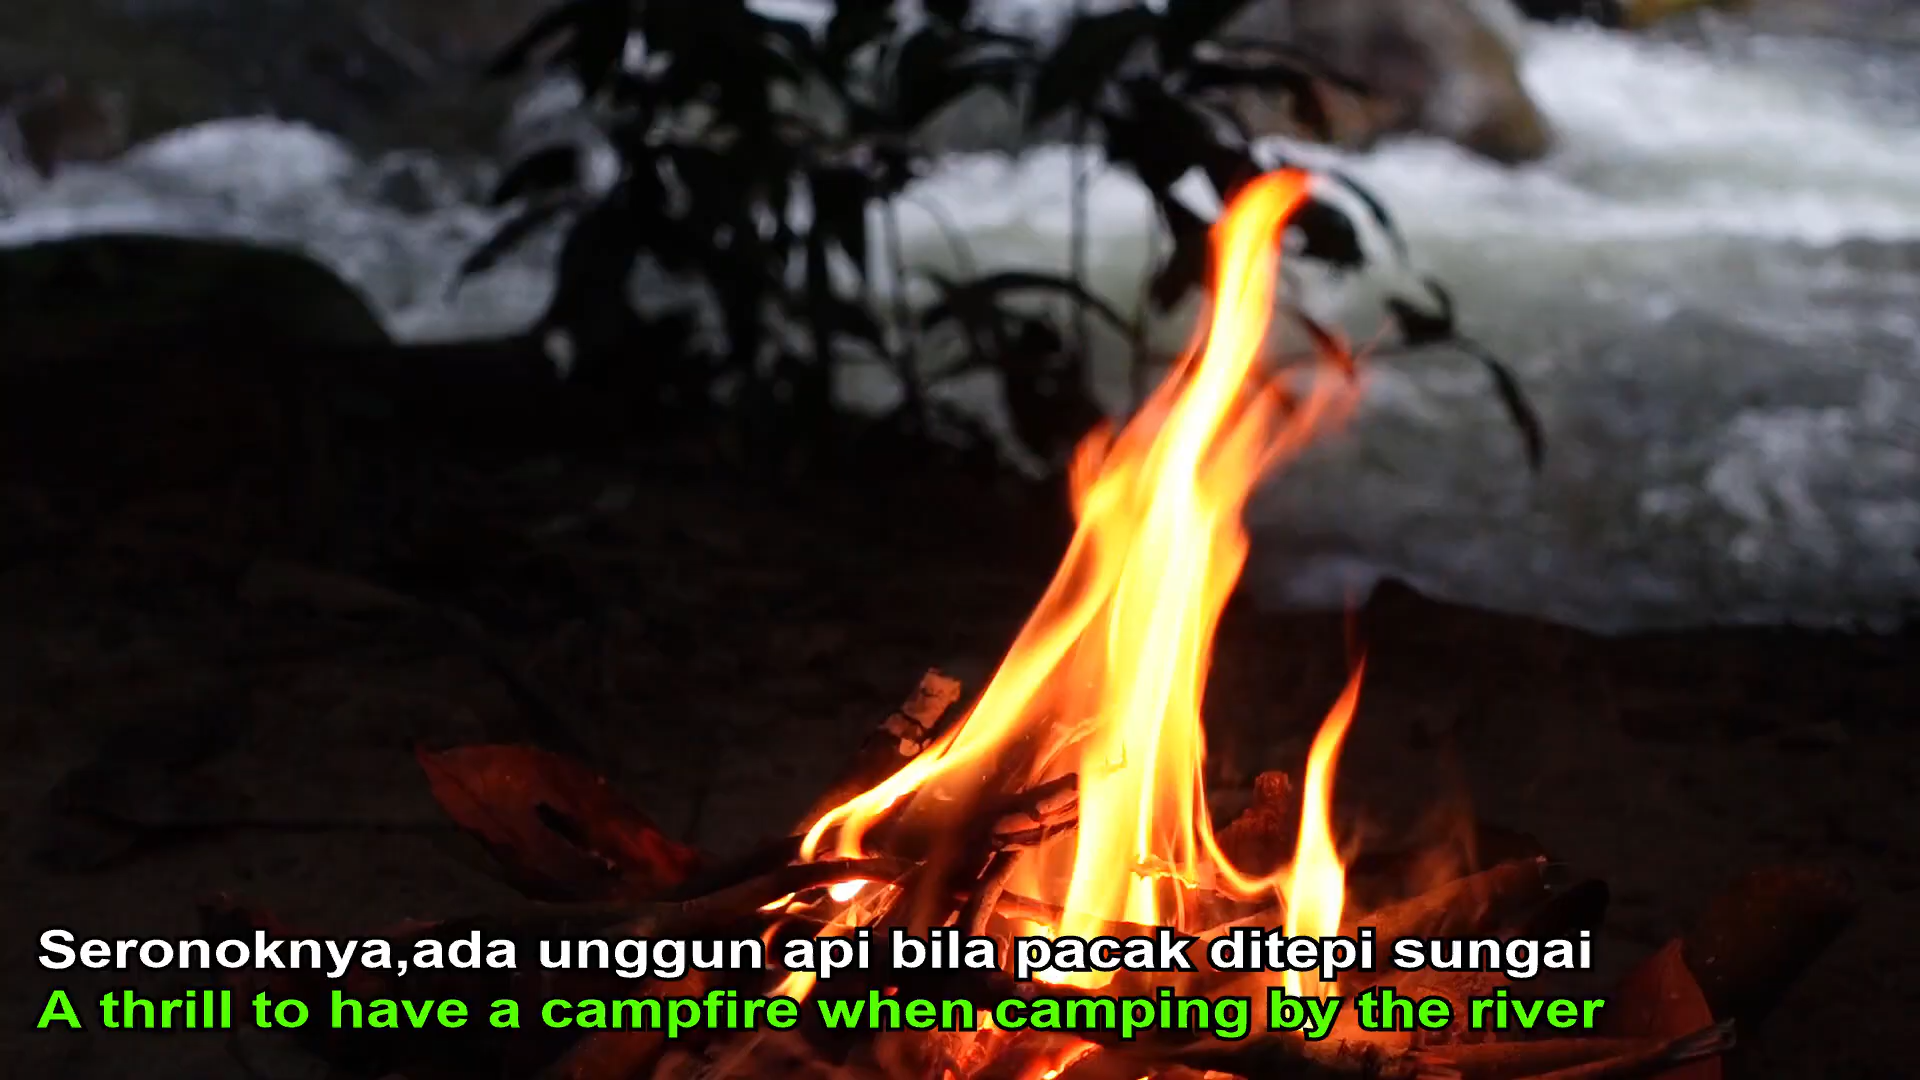 Seronoknya,ada unggun api bila pacak ditepi sungai
A thrill to have a campfire when camping by the river